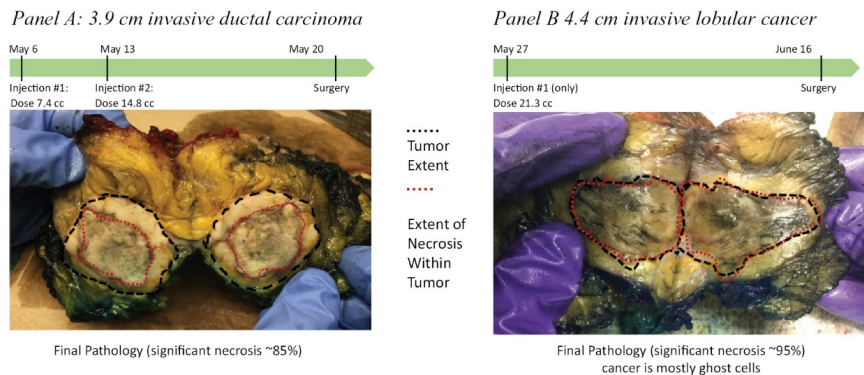 Panel A: 3.9 cm invasive ductal carcinoma
May 6
May 13
May 20
Injection #1:
Dose 7.4 cc
Injection #2:
Dose 14.8 cc
Surgery
Final Pathology (significant necrosis ~85%)
Tumor
Extent
Extent of
Necrosis
Within
Tumor
Panel B 4.4 cm invasive lobular cancer
May 27
June 16
Injection #1 (only)
Dose 21.3 cc
Surgery
Final Pathology (significant necrosis ~95%)
cancer is mostly ghost cells